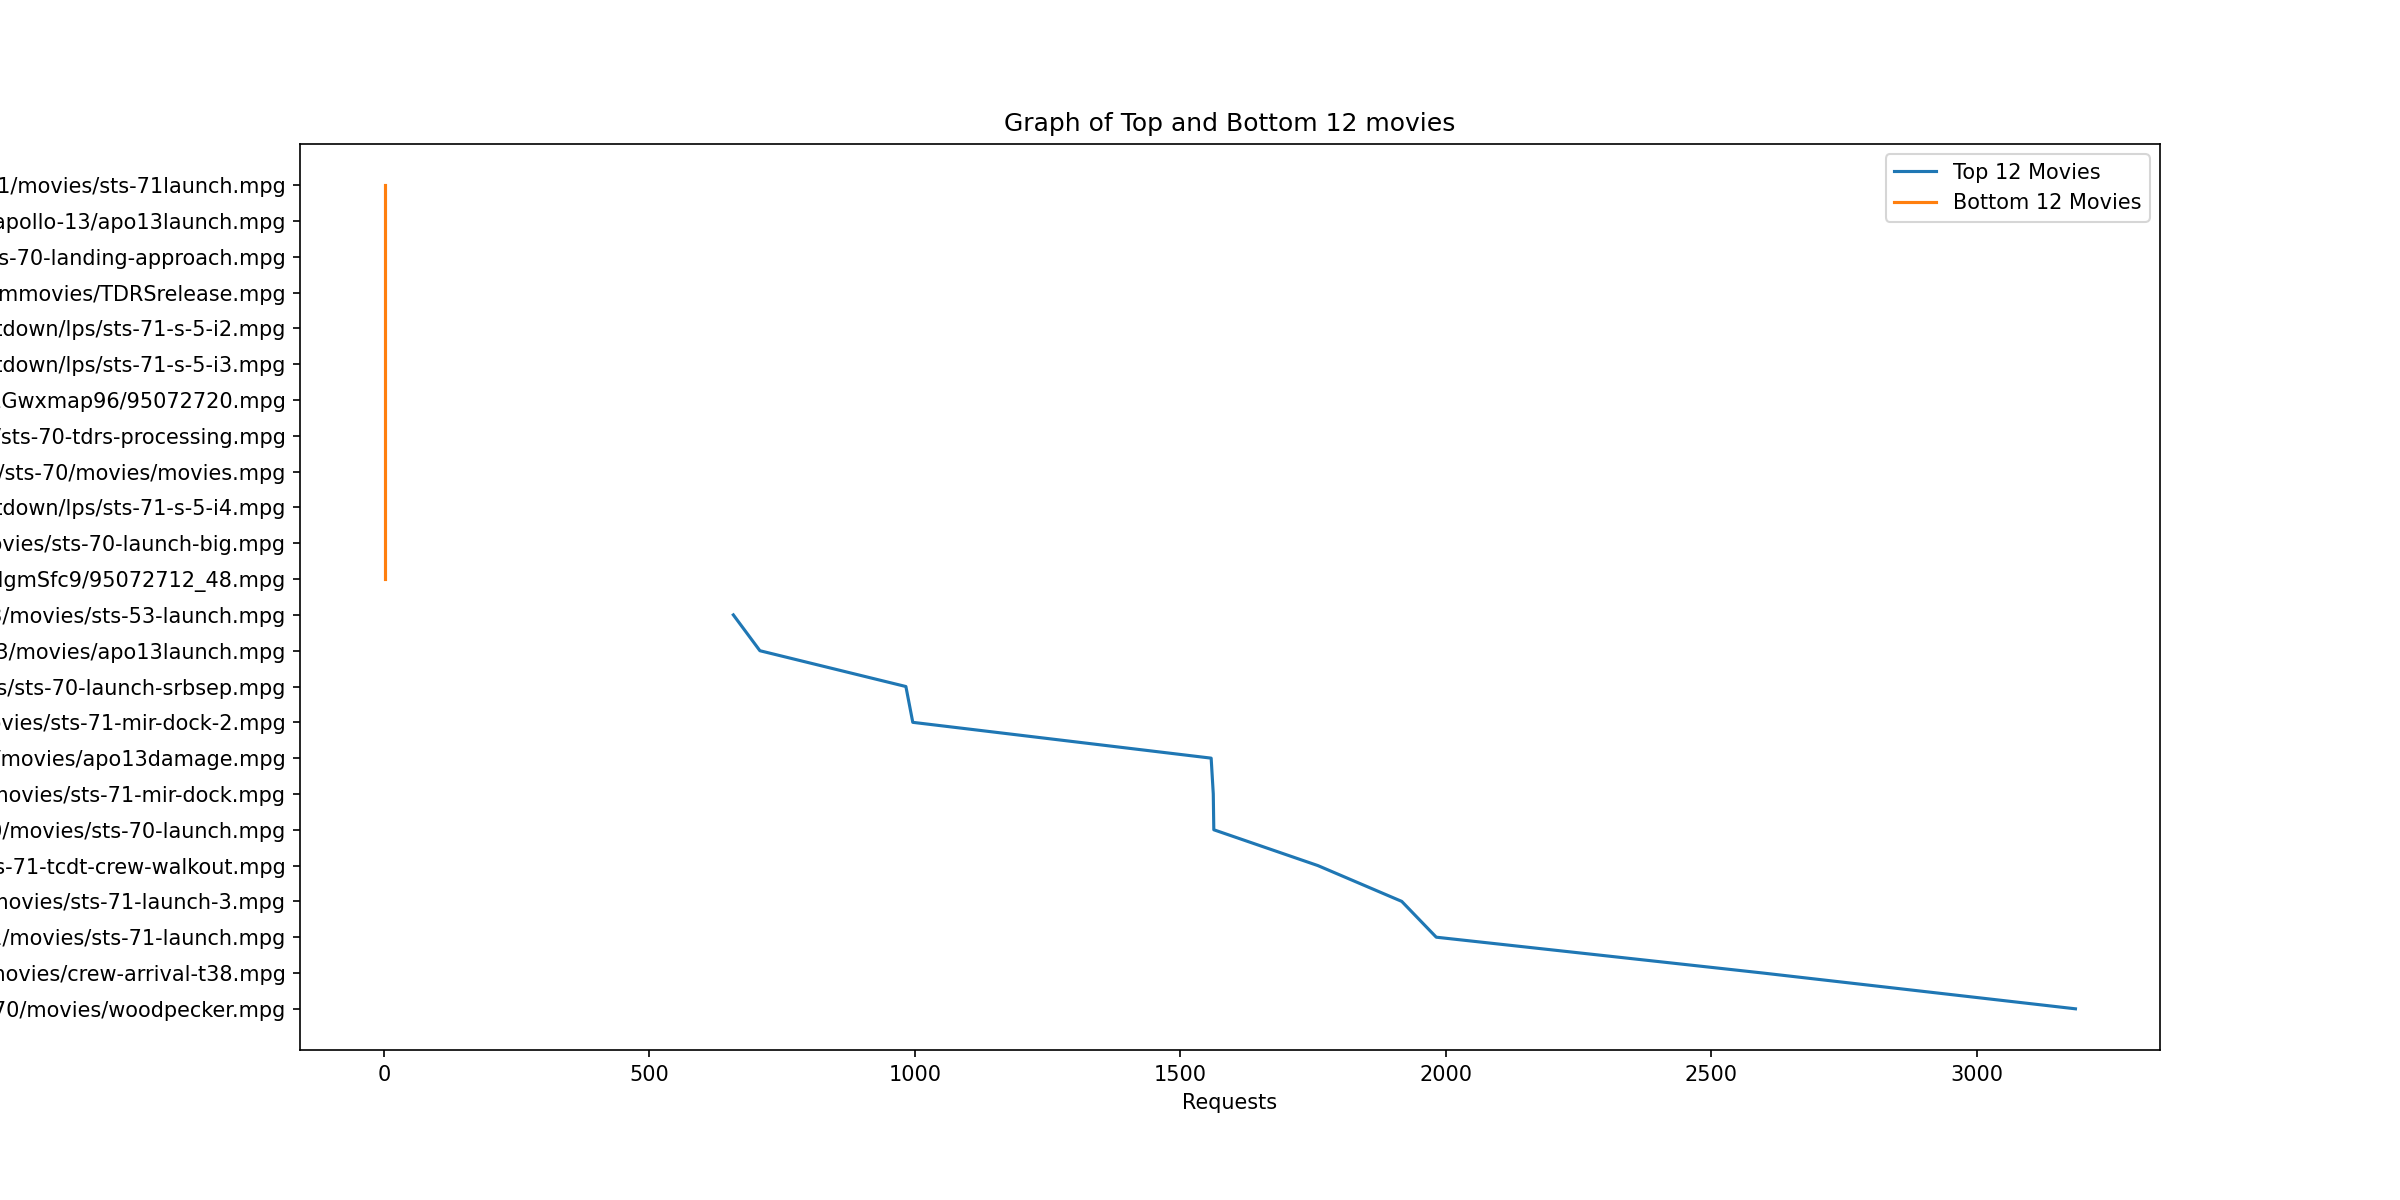 Graph of Top and Bottom 12 movies
Top 12 Movies
Bottom 12 Movies
1/movies/sts-71launch.mpg
apollo-13/apo13launch.mpg
s-70-landing-approach.mpg
mmovies/TDRSrelease.mpg
tdown/lps/sts-71-s-5-i2.mpg
tdown/lps/sts-71-s-5-i3.mpg
Gwxmap96/95072720.mpg
/sts-70-tdrs-processing.mpg
/sts-70/movies/movies.mpg
tdown/lps/sts-71-s-5-i4.mpg
ovies/sts-70-launch-big.mpg
gmSfc9/95072712_48.mpg
/movies/sts-53-launch.mpg
3/movies/apo13launch.mpg
s/sts-70-launch-srbsep.mpg
vies/sts-71-mir-dock-2.mpg
/movies/apo13damage.mpg
movies/sts-71-mir-dock.mpg
/movies/sts-70-launch.mpg
s-71-tcdt-crew-walkout.mpg
movies/sts-71-launch-3.mpg
/movies/sts-71-launch.mpg
movies/crew-arrival-t38.mpg
70/movies/woodpecker.mpg
0 500 1000 1500 2000 2500 3000
Requests